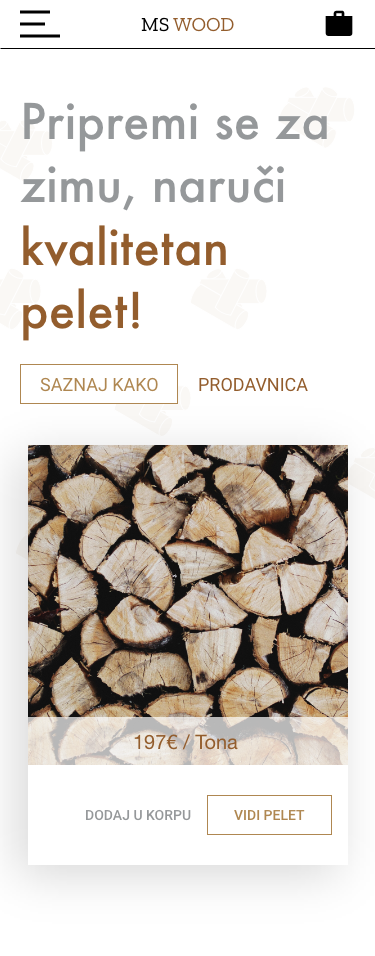 MS WOOD
Pripremi se za
zimu, naruči
kvalitetan
pelet!
SAZNAJ KAKO PRODAVNICA
197€ / Tona
DODAJ U KORPU VIDI PELET